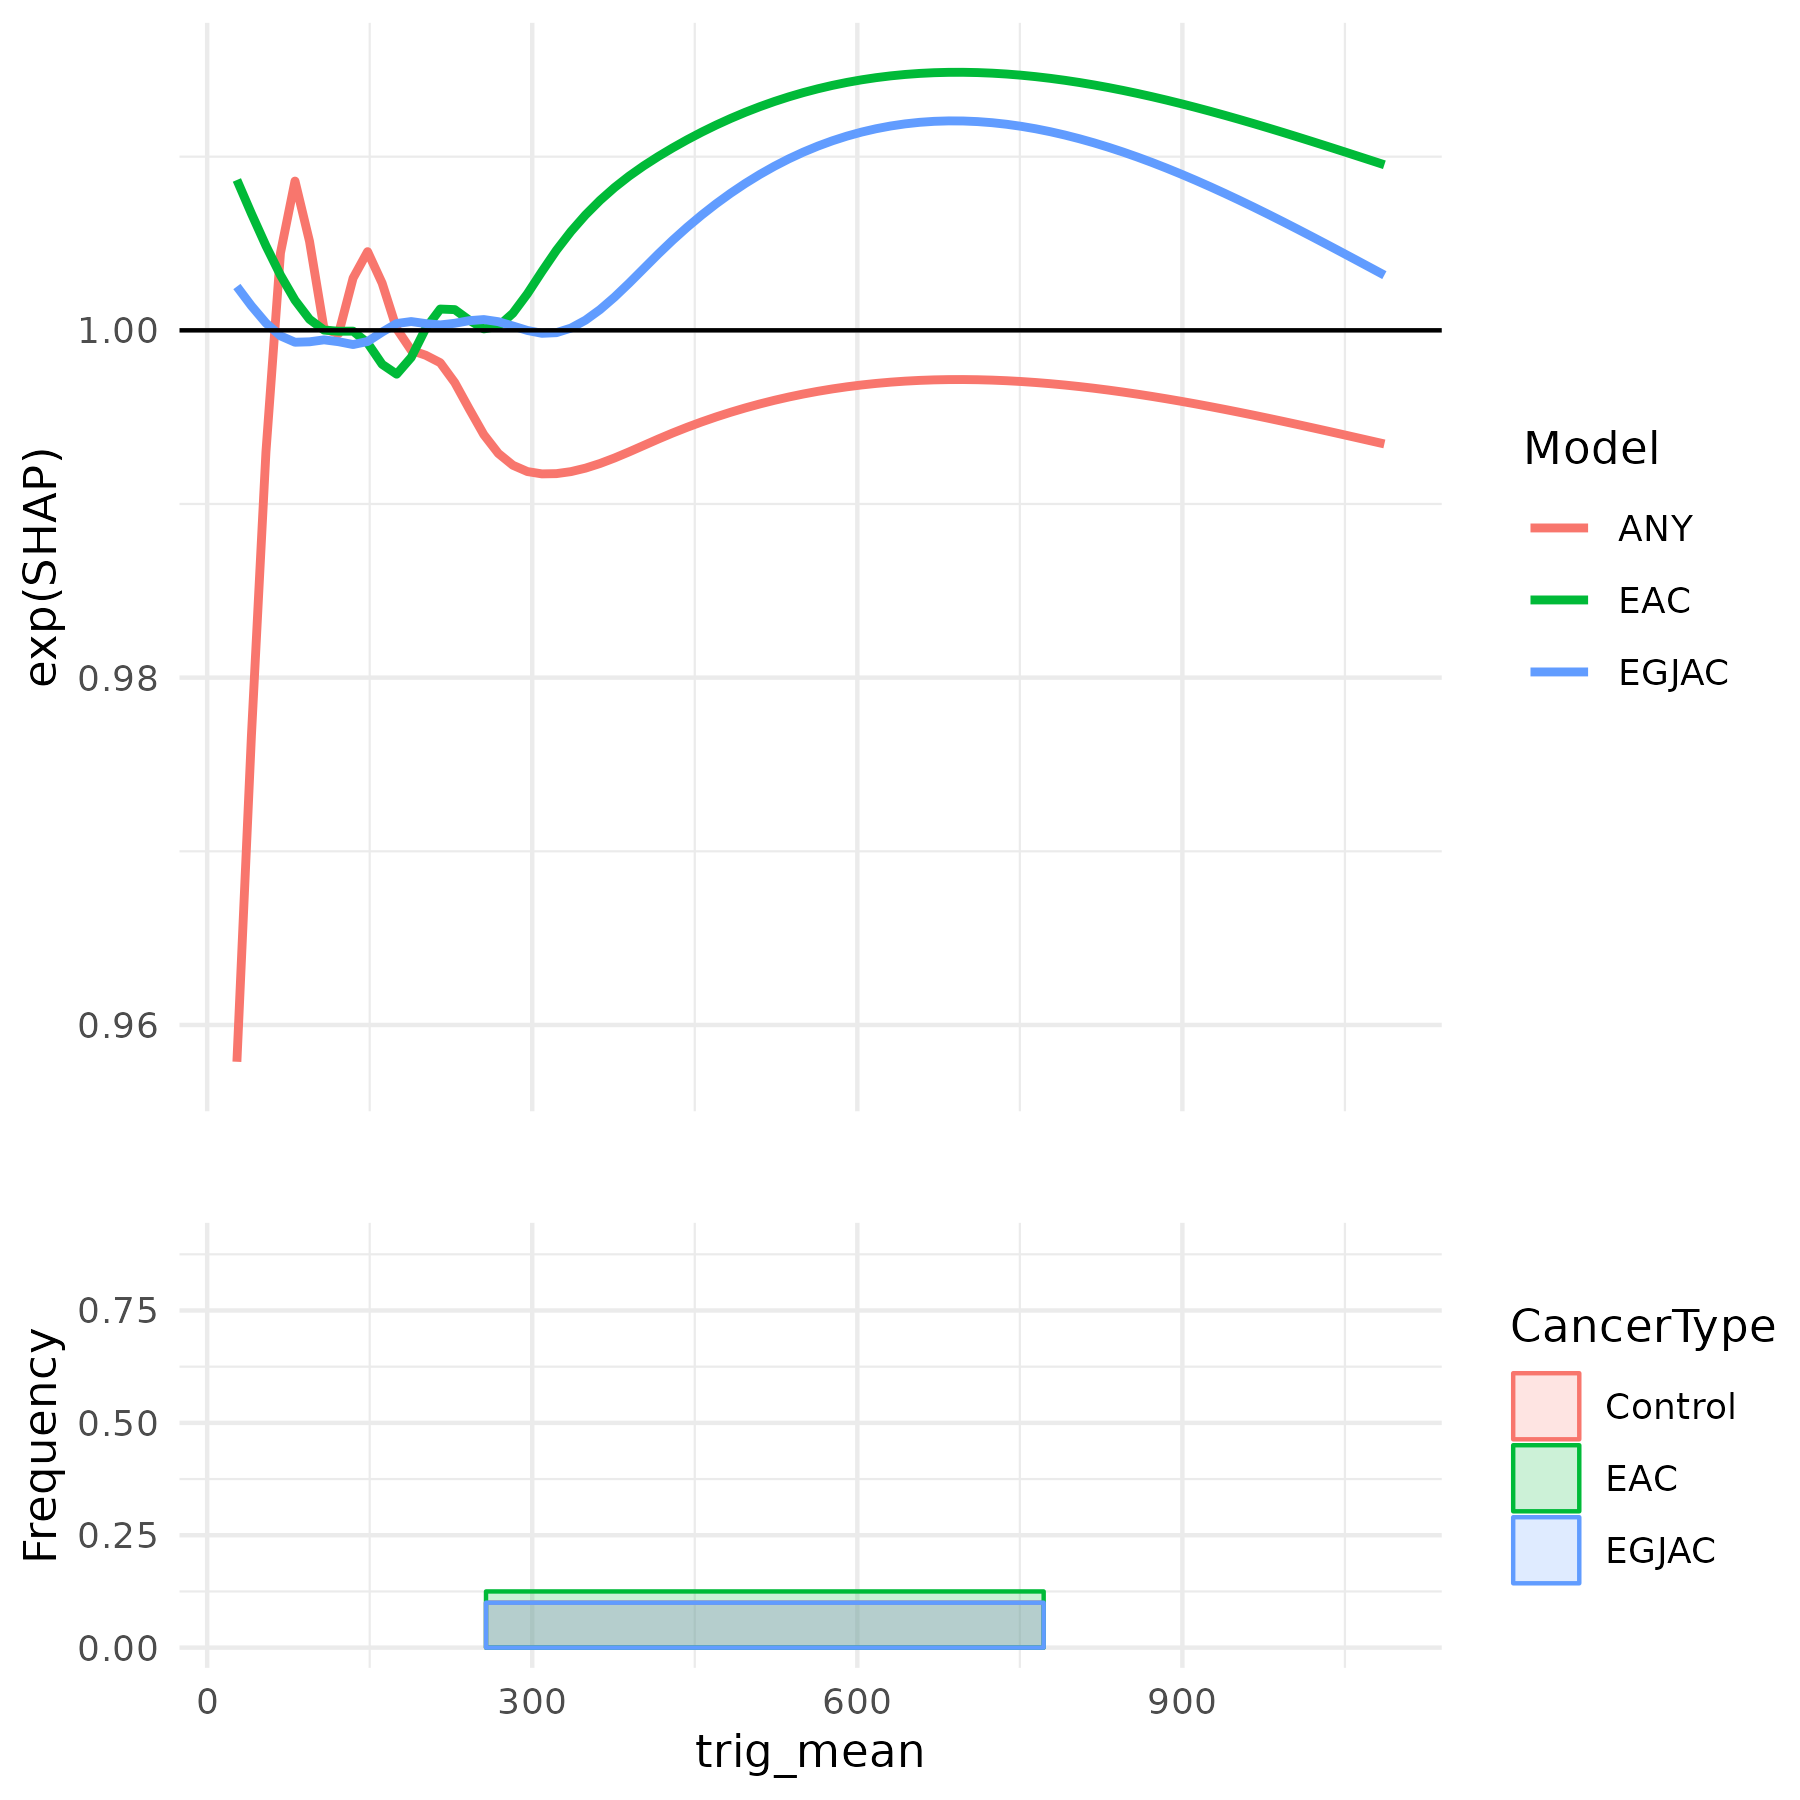 exp(SHAP)
1.00
0.98
0.96
Model
ANY
EAC
EGJAC
Frequency
0.75
0.50
0.25
0.00
0 300 600 900
trig_mean
CancerType
Control
EAC
EGJAC